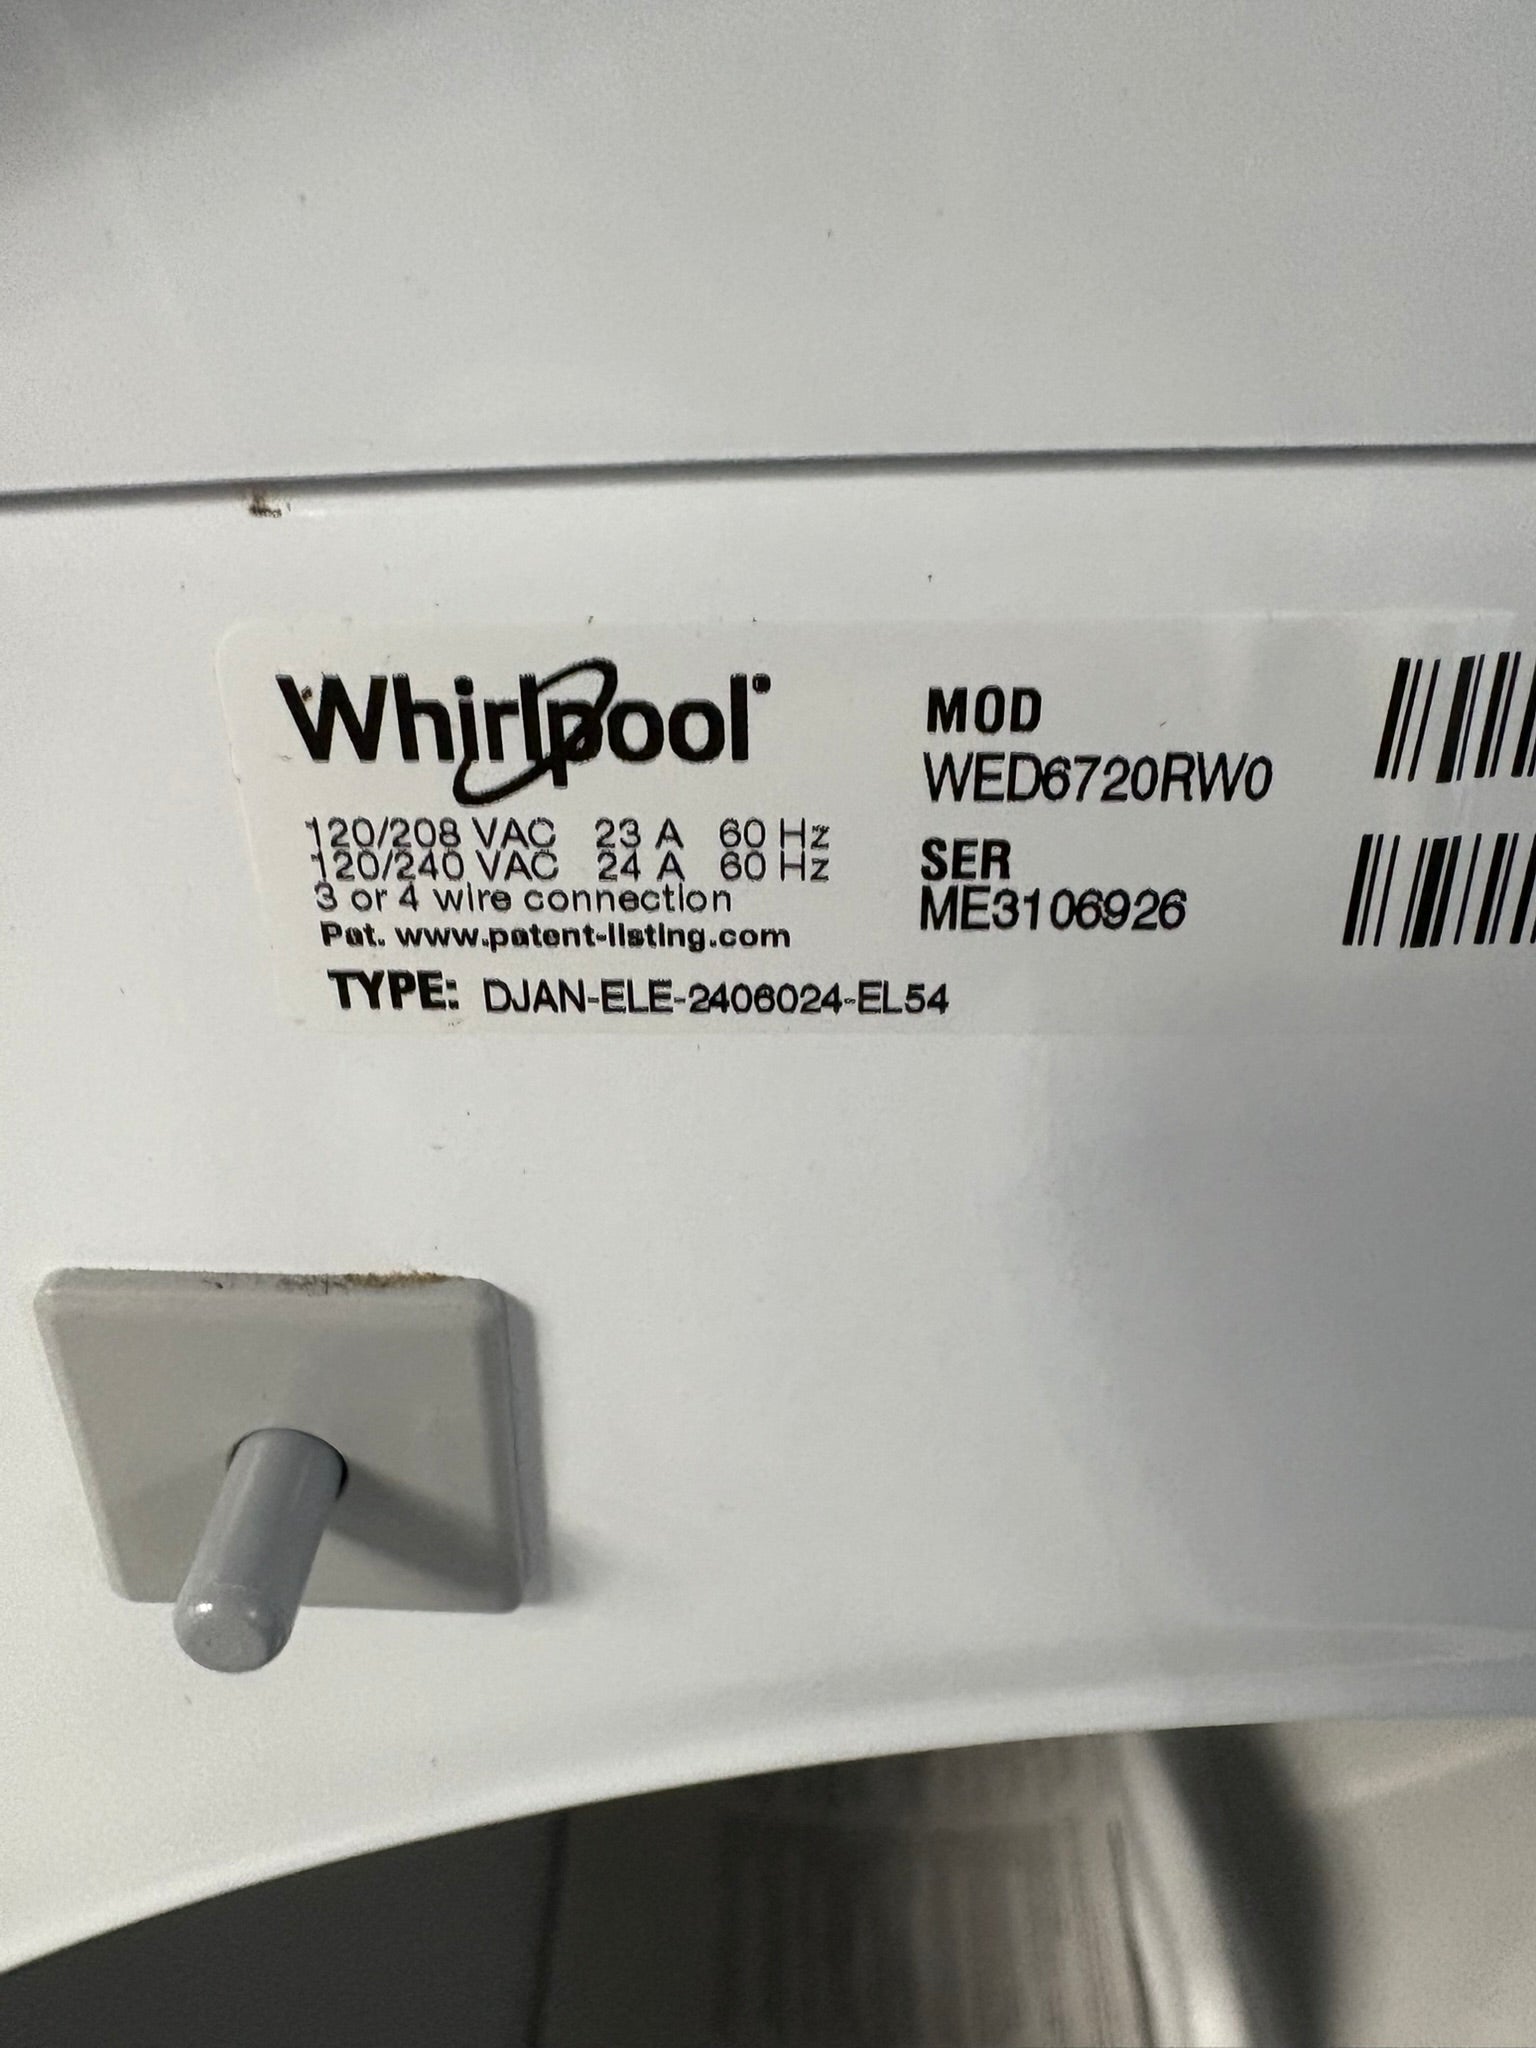 Whirlpool
120/208 VAC 23 A 60 Hz
120/240 VAC 24 A 60 Hz
3 or 4 wire connection
Pat. www.patent-listing.com
TYPE: DJAN-ELE-2406024-EL54
MOD
WED6720RW0
SER
ME3106926